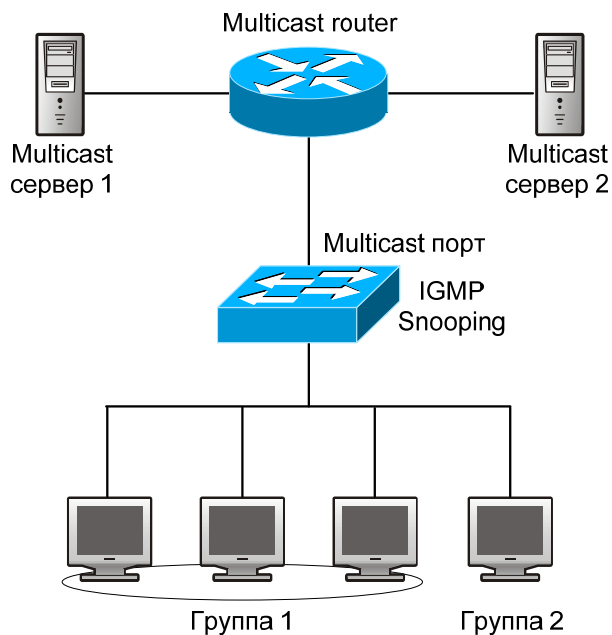 Multicast router
Multicast
сервер 1
Multicast
сервер 2
Multicast порт
IGMP
Snooping
Группа 1
Группа 2